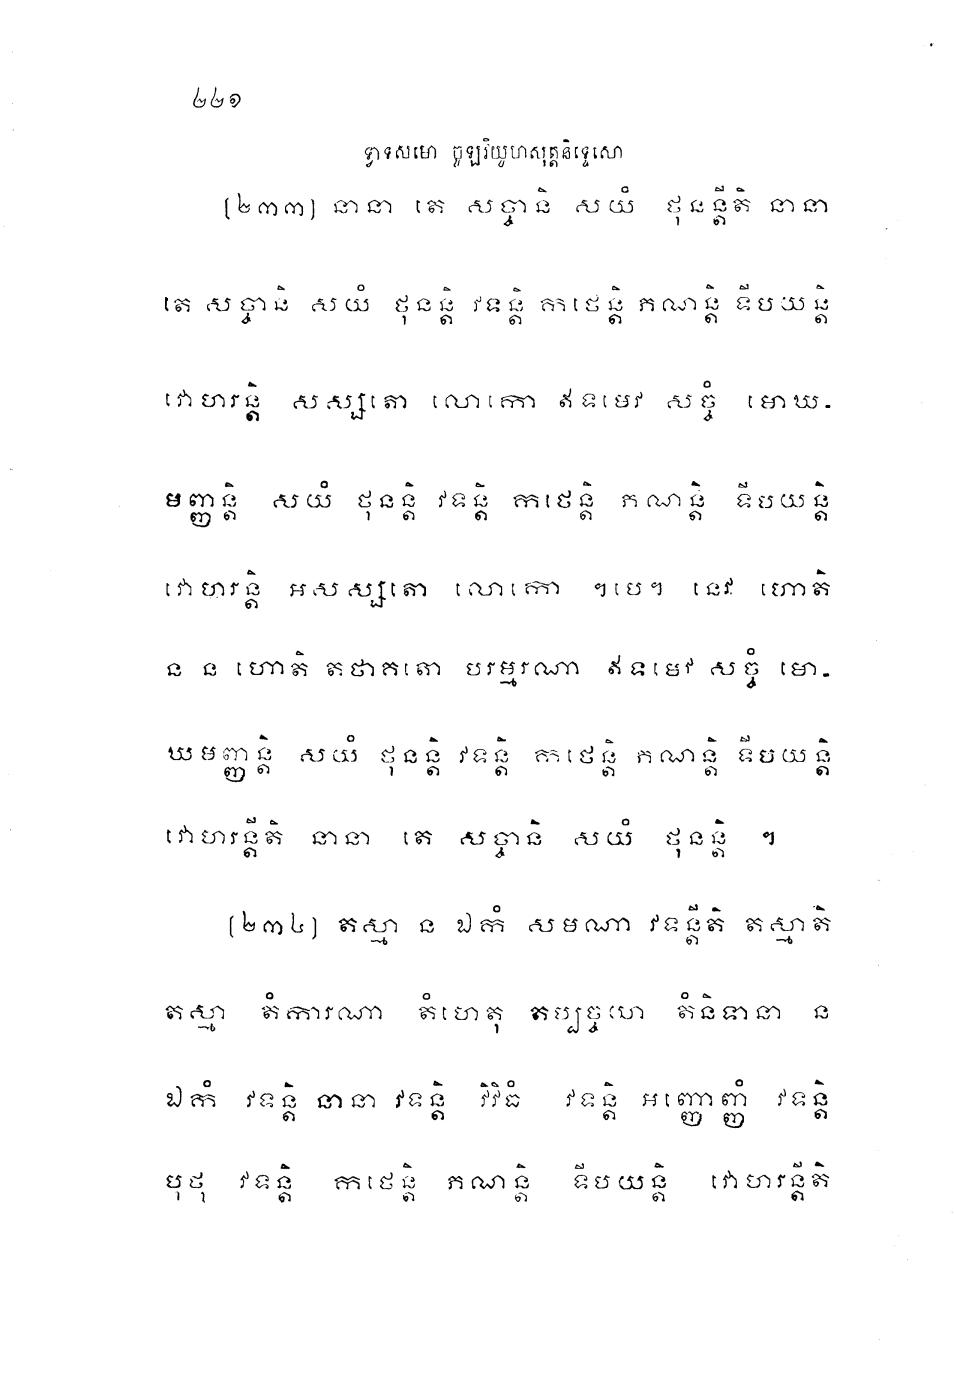 ៤៤១
ទ្វាទសមោ ចូឡវិយូហសុត្តនិទ្ទេសោ
(២៣៣) នានា តេ សច្ចានិ សយំ ថុនន្តីតិ នានា
តេ សច្ចានិ សយំ ថុនន្តិ វទន្តិ កាថេន្តិ ភណន្តិ ទីបយន្តិ
វោហរន្តិ សស្សតោ លោកោ ឥទមេវ សច្ចំ មោឃ-
មញ្ញន្តិ សយំ ថុនន្តិ វទន្តិ កាថេន្តិ ភណន្តិ ទីបយន្តិ
វោហរន្តិ អសស្សតោ លោកោ ។បេ។ នេវ ហោតិ
ន ន ហោតិ តថាគតោ បរម្មរណា ឥទមេវ សច្ចំ មោ-
ឃមញ្ញន្តិ សយំ ថុនន្តិ វទន្តិ កាថេន្តិ ភណន្តិ ទីបយន្តិ
វោហរន្តីតិ នានា តេ សច្ចានិ សយំ ថុនន្តិ ។
(២៣៤) តស្មា ន ឯកំ សមណា វទន្តីតិ តស្មាតិ
តស្មា តំការណា តំហេតុ តប្បច្ចយា តំនិទានា ន
ឯកំ វទន្តិ នានា វទន្តិ វិវិធំ វទន្តិ អញ្ញោញ្ញំ វទន្តិ
បុថុ វទន្តិ កាថេន្តិ ភណន្តិ ទីបយន្តិ វោហរន្តីតិ